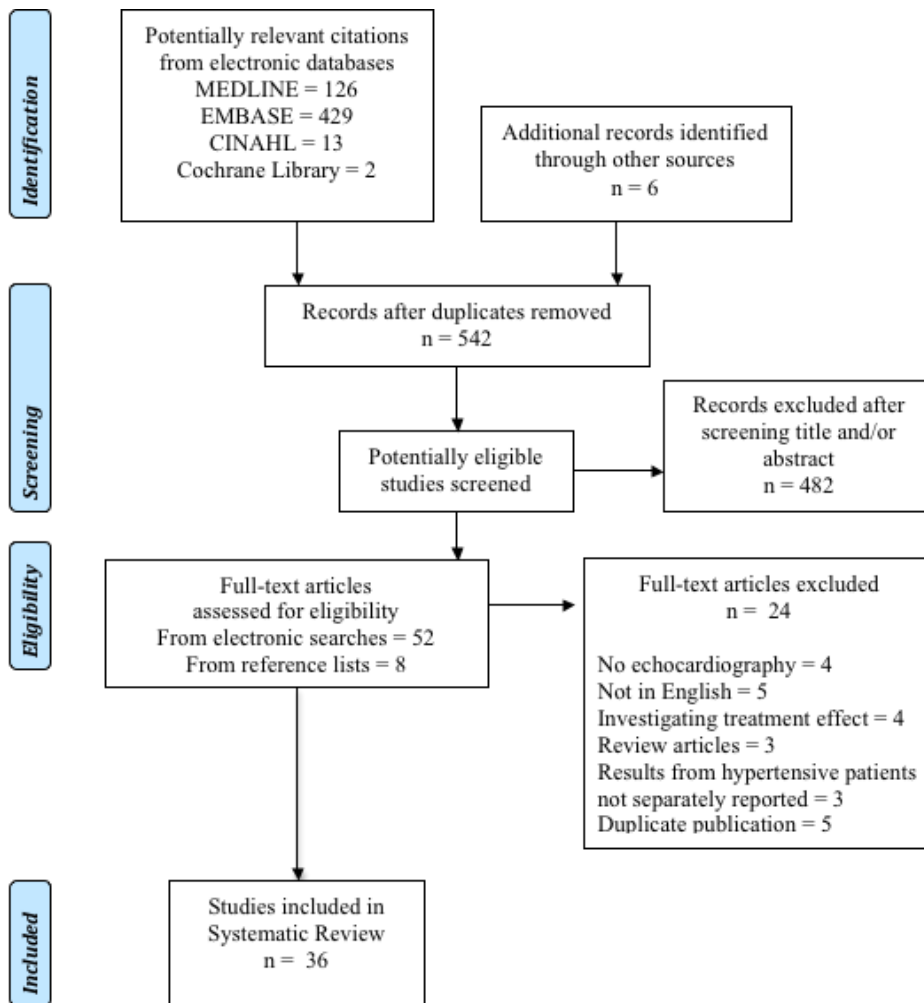 Identification
Potentially relevant citations
from electronic databases
MEDLINE = 126
EMBASE = 429
CINAHL = 13
Cochrane Library = 2
Additional records identified
through other sources
n = 6
Screening
Records after duplicates removed
n = 542
Potentially eligible
studies screened
Records excluded after
screening title and/or
abstract
n = 482
Eligibility
Full-text articles
assessed for eligibility
From electronic searches = 52
From reference lists = 8
Full-text articles excluded
n = 24
No echocardiography = 4
Not in English = 5
Investigating treatment effect = 4
Review articles = 3
Results from hypertensive patients
not separately reported = 3
Duplicate publication = 5
Included
Studies included in
Systematic Review
n = 36